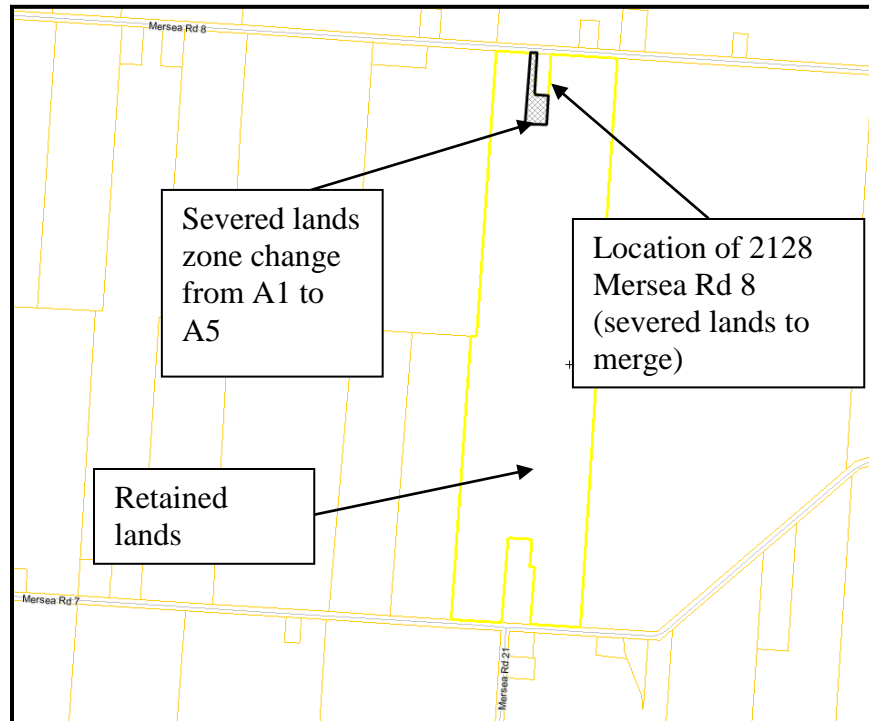 Mersea Rd 8
Severed lands
zone change
from A1 to
A5
Location of 2128
Mersea Rd 8
(severed lands to
merge)
Retained
lands
Mersea Rd 7
Mersea Rd 21